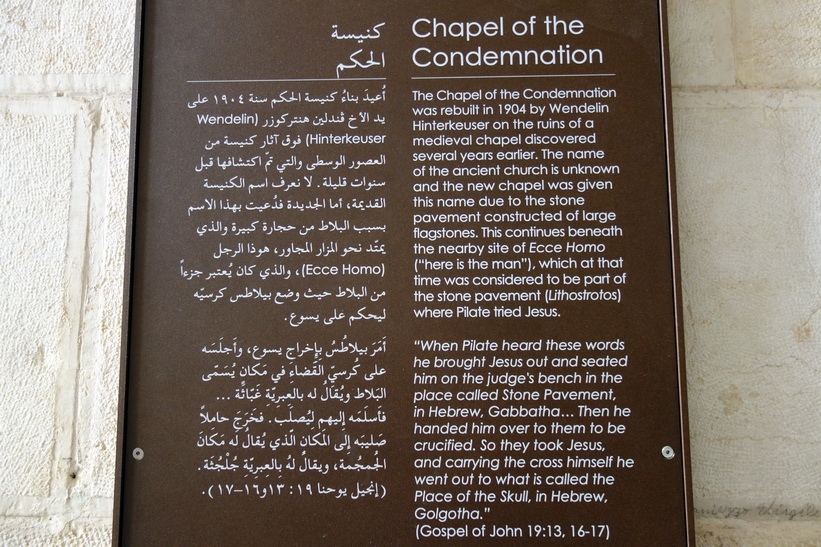 كنيسة
الحكم
أُعيدَ بناءُ كنيسة الحكم سنة ١٩٠٤ على
يد الأخ ڤندلين هنتركوزر (Wendelin
Hinterkeuser) فوق آثار كنيسة من
العصور الوسطى والتي تمّ اكتشافها قبل
سنوات قليلة. لا نعرف اسم الكنيسة
القديمة، أما الجديدة فدُعيت بهذا الاسم
بسبب البلاط من حجارة كبيرة والذي
يمتّد نحو المزار المجاور، هوذا الرجل
(Ecce Homo)، والذي كان يُعتبر جزءاً
من البلاط حيث وضع بيلاطس كرسيّه
ليحكم على يسوع.
أَمَرَ بيلاطُسُ بإخراجِ يسوع، وأجلَسَه
على كُرسيّ القَضاءِ في مَكانٍ يُسَمّى
البَلاط ويُقالُ له بالعبريّةِ غَبّاثَة ...
فأسلَمَه إليهم لِيُصلَبَ. فخَرَجَ حاملاً
صَليبَه إلى المَكانِ الّذي يُقالُ له مَكانَ
الجُمجُمة، ويقالُ لهُ بالعِبريّةِ جُلْجُثَة.
(إنجيل يوحنا ١٩: ١٣و١٦-١٧).
Chapel of the
Condemnation
The Chapel of the Condemnation
was rebuilt in 1904 by Wendelin
Hinterkeuser on the ruins of a
medieval chapel discovered
several years earlier. The name
of the ancient church is unknown
and the new chapel was given
this name due to the stone
pavement constructed of large
flagstones. This continues beneath
the nearby site of Ecce Homo
("here is the man"), which at that
time was considered to be part of
the stone pavement (Lithostrotos)
where Pilate tried Jesus.
"When Pilate heard these words
he brought Jesus out and seated
him on the judge's bench in the
place called Stone Pavement,
in Hebrew, Gabbatha... Then he
handed him over to them to be
crucified. So they took Jesus,
and carrying the cross himself he
went out to what is called the
Place of the Skull, in Hebrew,
Golgotha."
(Gospel of John 19:13, 16-17)